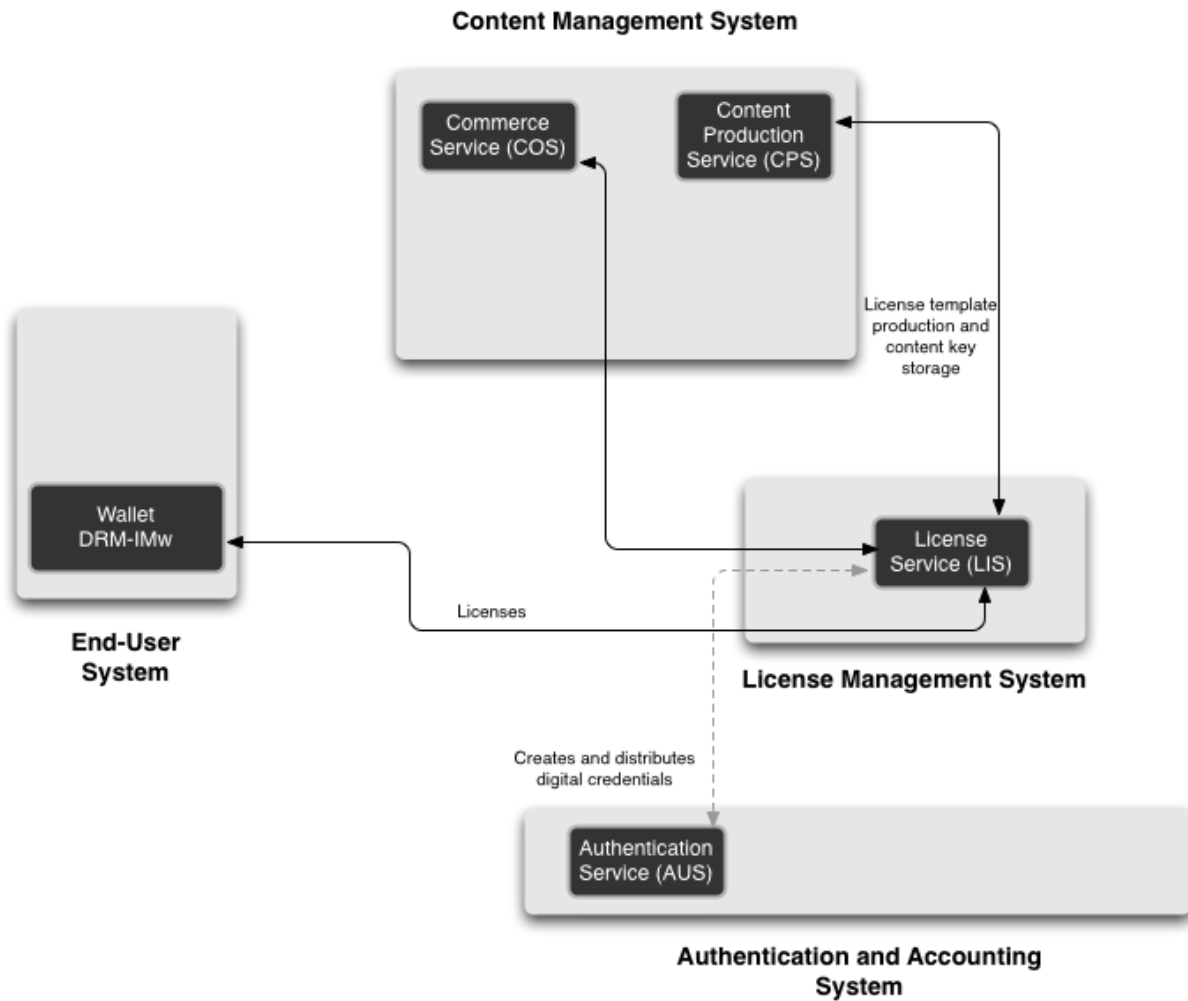 Content Management System
Commerce
Service (COS)
Content
Production
Service (CPS)
License template
production and
content key
storage
Wallet
DRM-IMw
License
Service (LIS)
Licenses
End-User
System
License Management System
Creates and distributes
digital credentials
Authentication
Service (AUS)
Authentication and Accounting
System